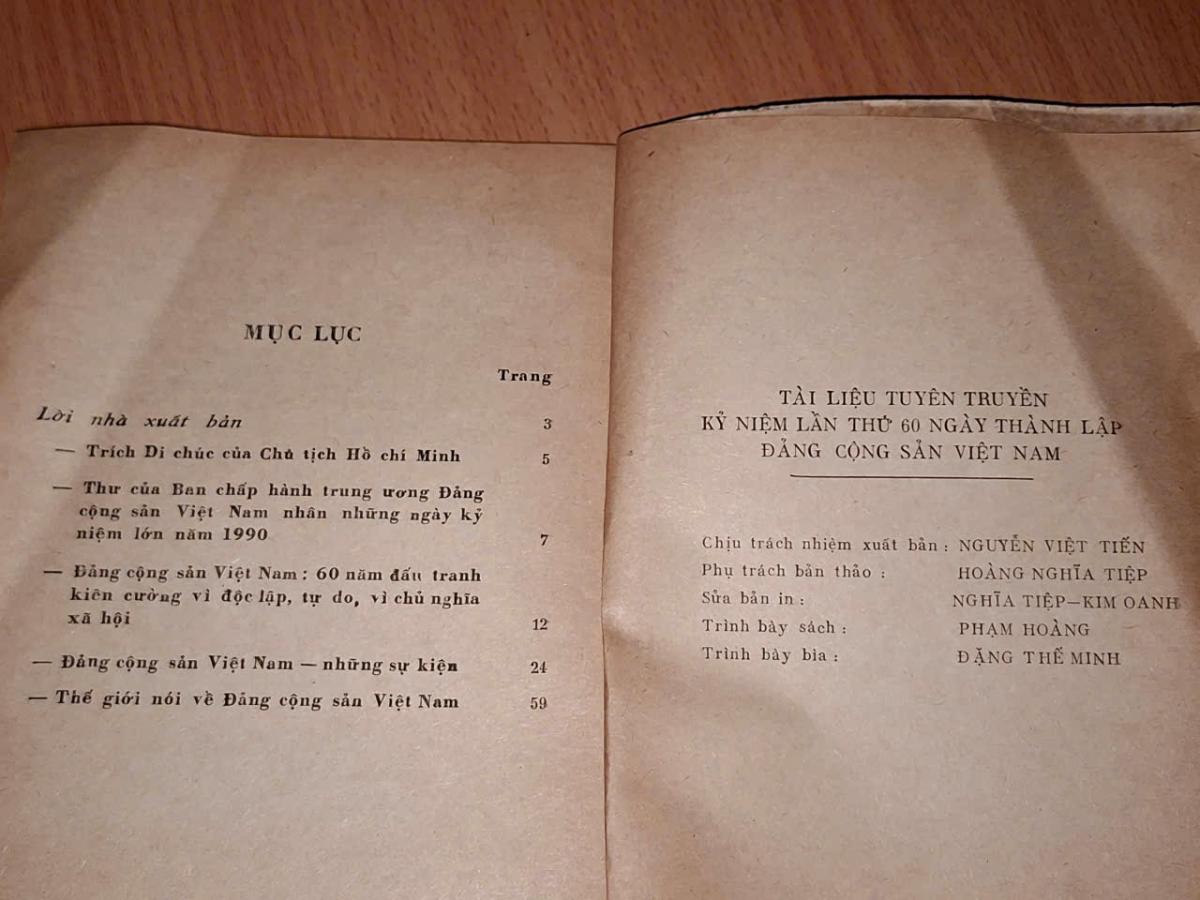 MỤC LỤC
Trang
Lời nhà xuất bản 3
— Trích Di chúc của Chủ tịch Hồ chí Minh 5
— Thư của Ban chấp hành trung ương Đảng
cộng sản Việt Nam nhân những ngày kỷ
niệm lớn năm 1990 7
— Đảng cộng sản Việt Nam : 60 năm đấu tranh
kiên cường vì độc lập, tự do, vì chủ nghĩa
xã hội 12
— Đảng cộng sản Việt Nam — những sự kiện 24
— Thế giới nói về Đảng cộng sản Việt Nam 59
TÀI LIỆU TUYÊN TRUYỀN
KỶ NIỆM LẦN THỨ 60 NGÀY THÀNH LẬP
ĐẢNG CỘNG SẢN VIỆT NAM
Chịu trách nhiệm xuất bản : NGUYỄN VIỆT TIẾN
Phụ trách bản thảo : HOÀNG NGHĨA TIỆP
Sửa bản in : NGHĨA TIỆP—KIM OANH
Trình bày sách : PHẠM HOÀNG
Trình bày bìa : ĐẶNG THẾ MINH